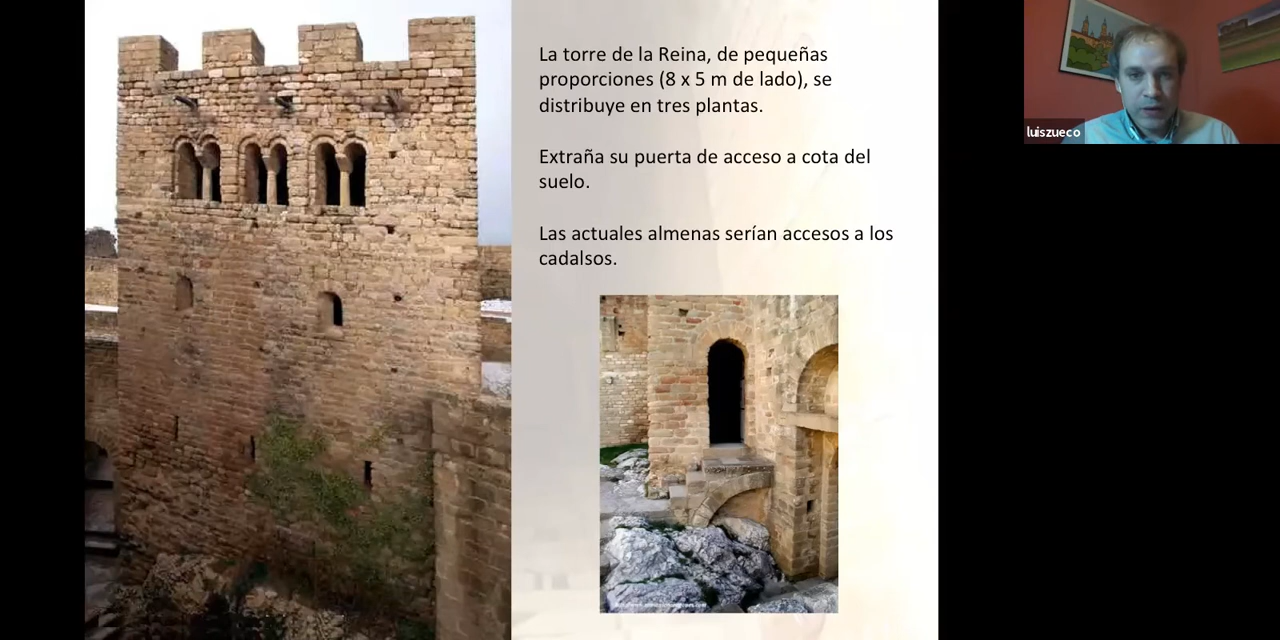 La torre de la Reina, de pequeñas
proporciones (8 x 5 m de lado), se
distribuye en tres plantas.
Extraña su puerta de acceso a cota del
suelo.
Las actuales almenas serían accesos a los
cadalsos.
luiszueco